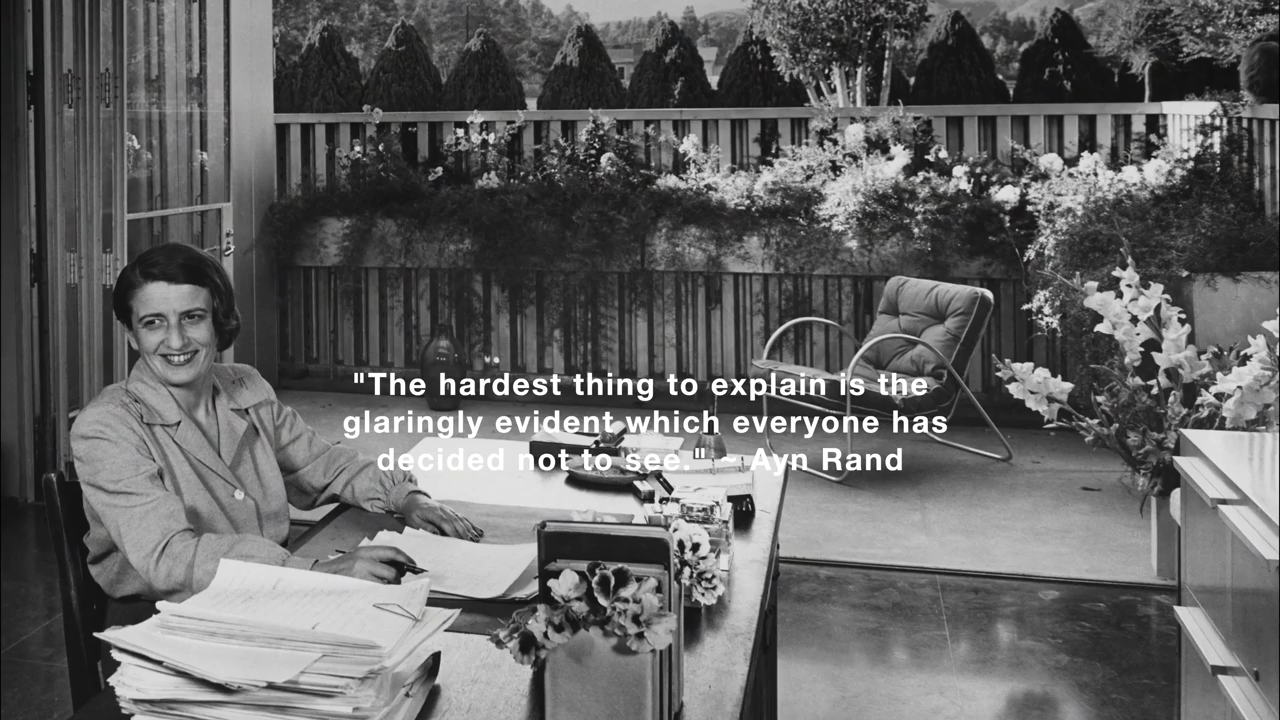 "The hardest thing to explain is the
glaringly evident which everyone has
decided not to see." ~ Ayn Rand